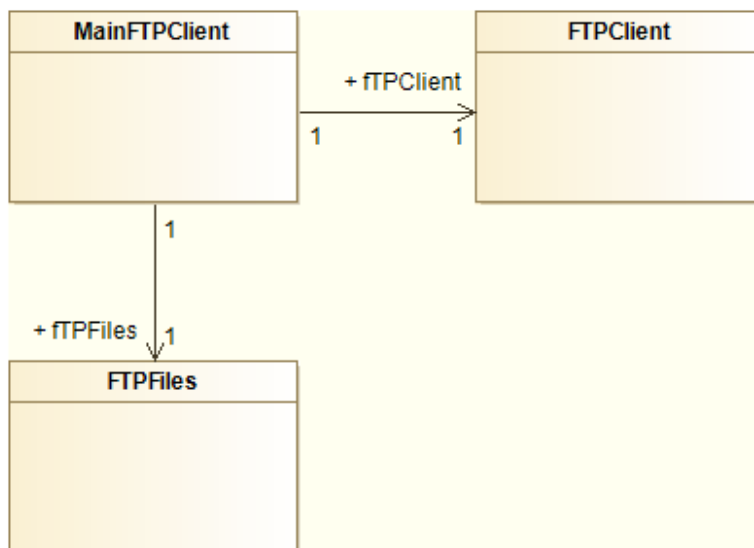 MainFTPClient
FTPClient
+ fTPClient
1
1
1
+ fTPFiles
1
FTPFiles